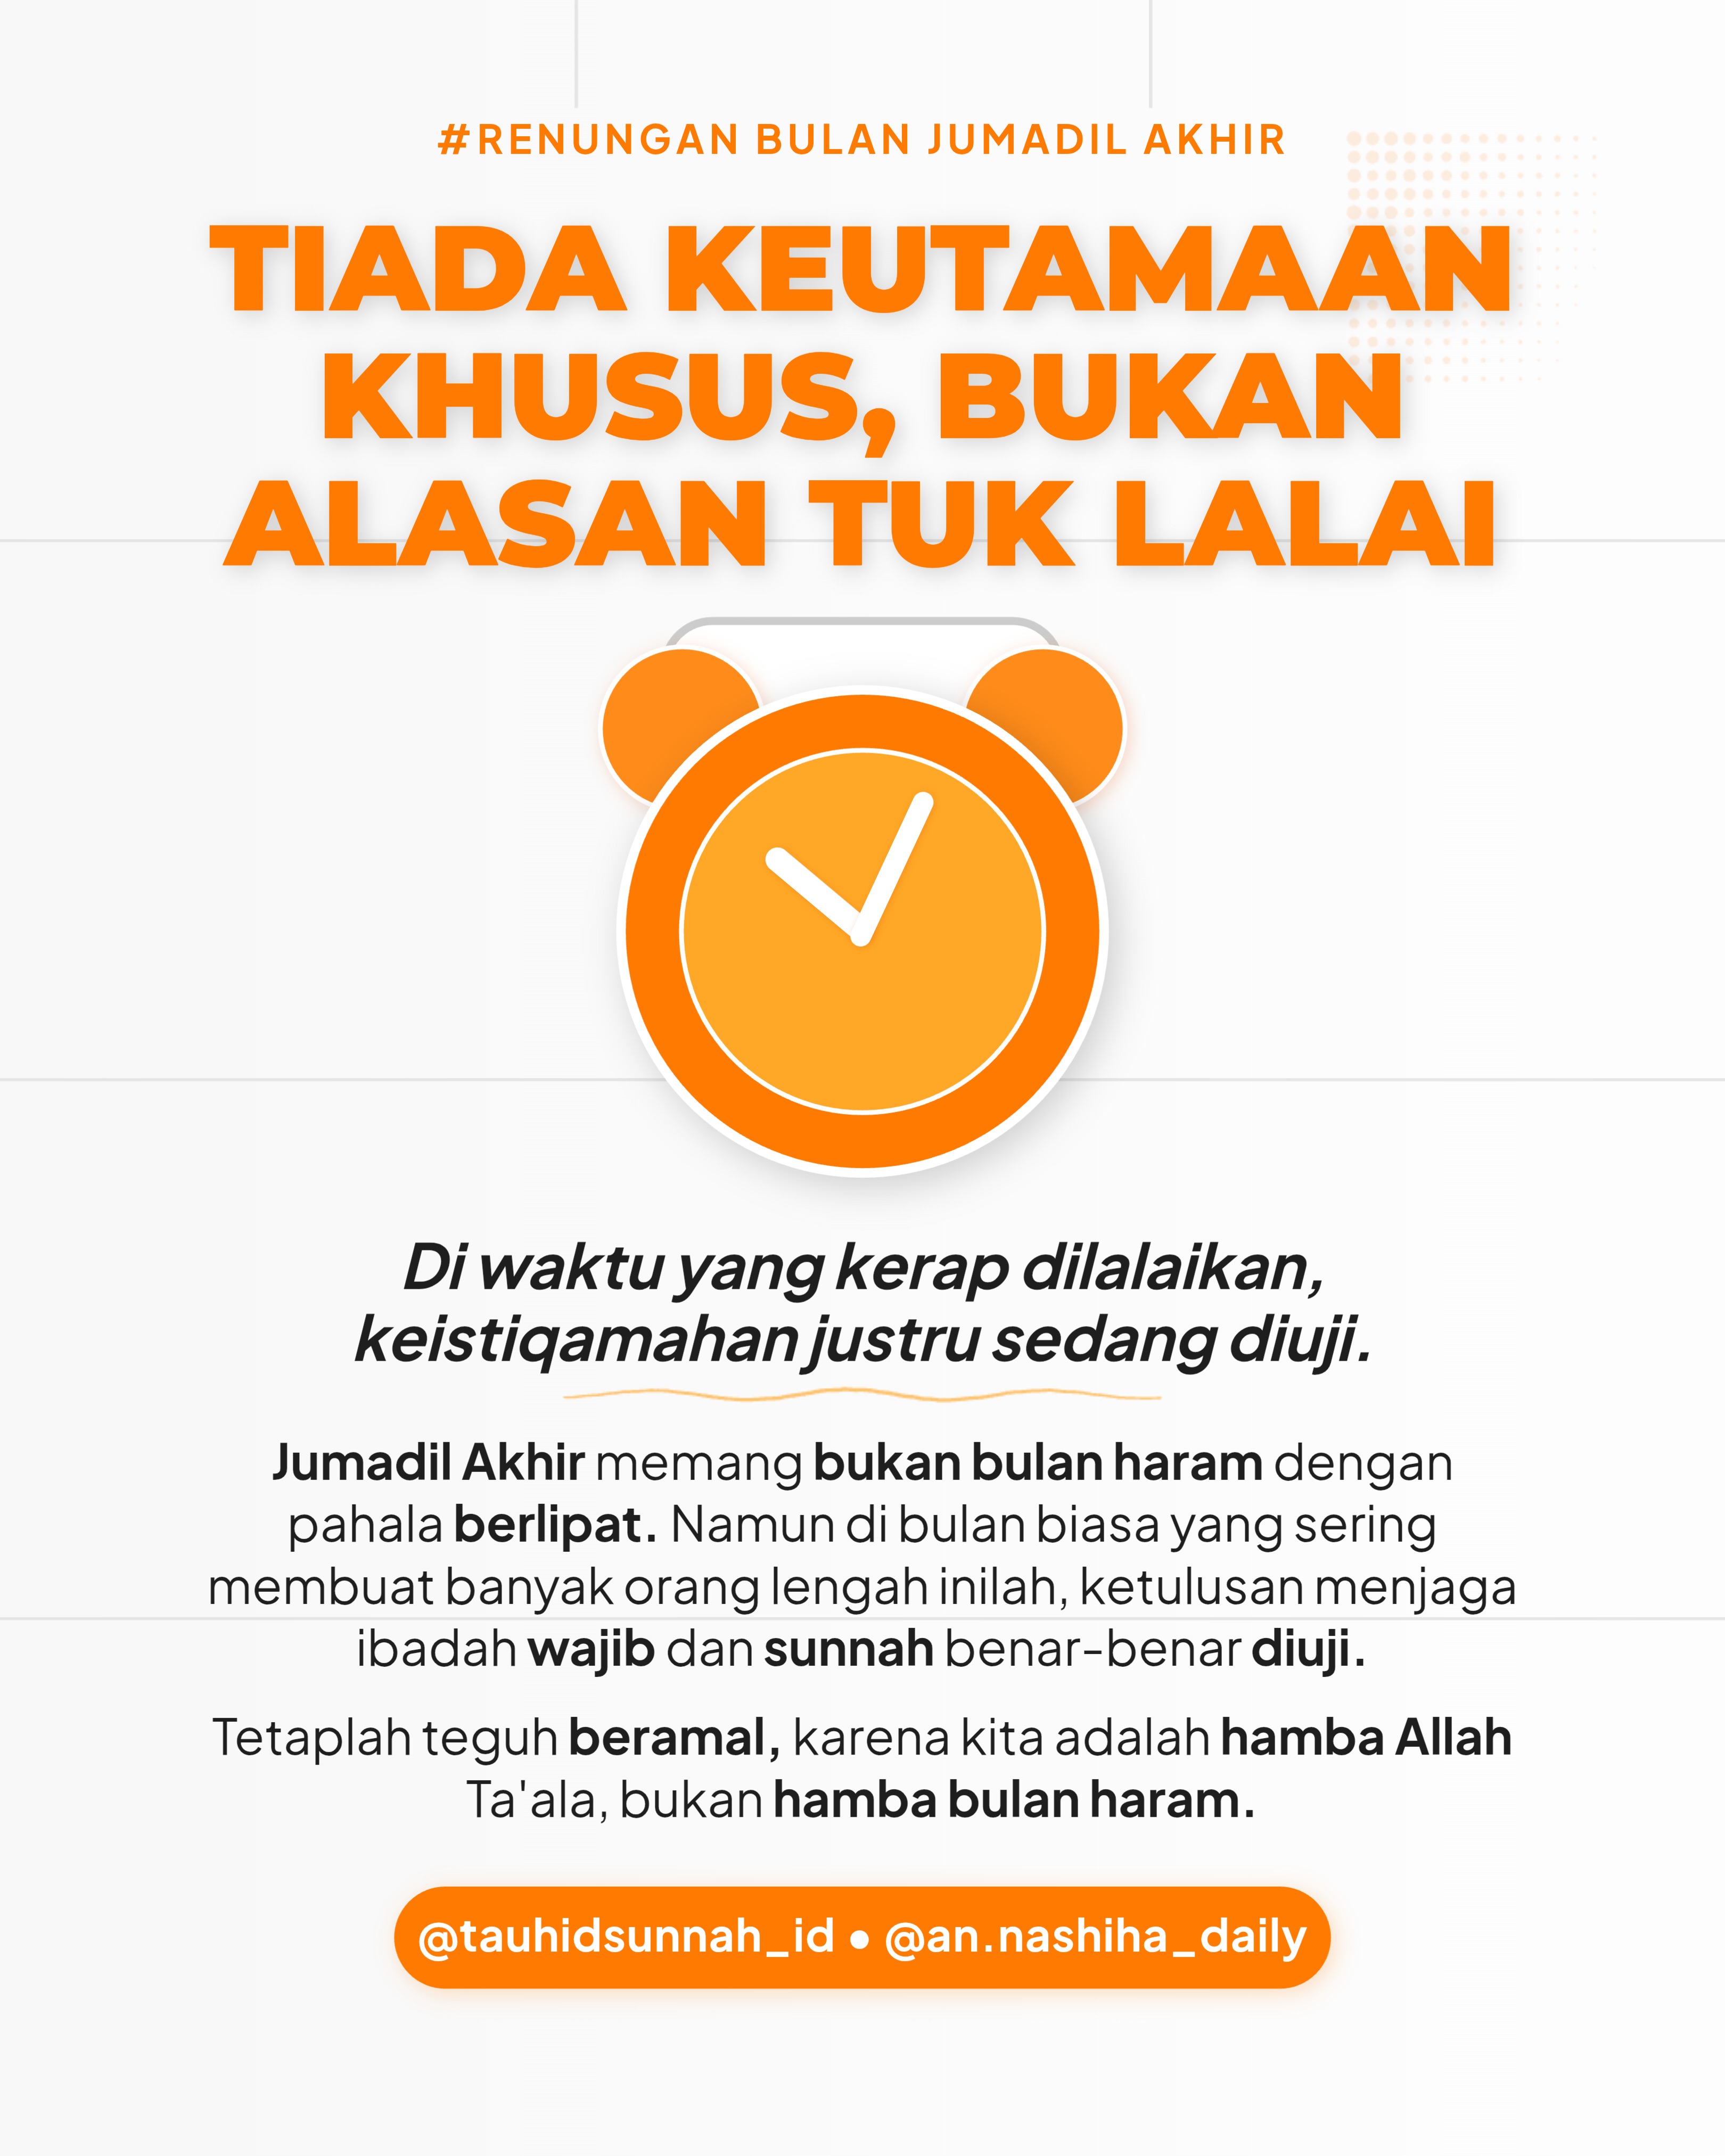 #RENUNGAN BULAN JUMADIL AKHIR
TIADA KEUTAMAAN
KHUSUS, BUKAN
ALASAN TUK LALAI
Di waktu yang kerap dilalaikan,
keistiqamahan justru sedang diuji.
Jumadil Akhir memang bukan bulan haram dengan
pahala berlipat. Namun di bulan biasa yang sering
membuat banyak orang lengah inilah, ketulusan menjaga
ibadah wajib dan sunnah benar-benar diuji.
Tetaplah teguh beramal, karena kita adalah hamba Allah
Ta'ala, bukan hamba bulan haram.
@tauhidsunnah_id • @an.nashiha_daily